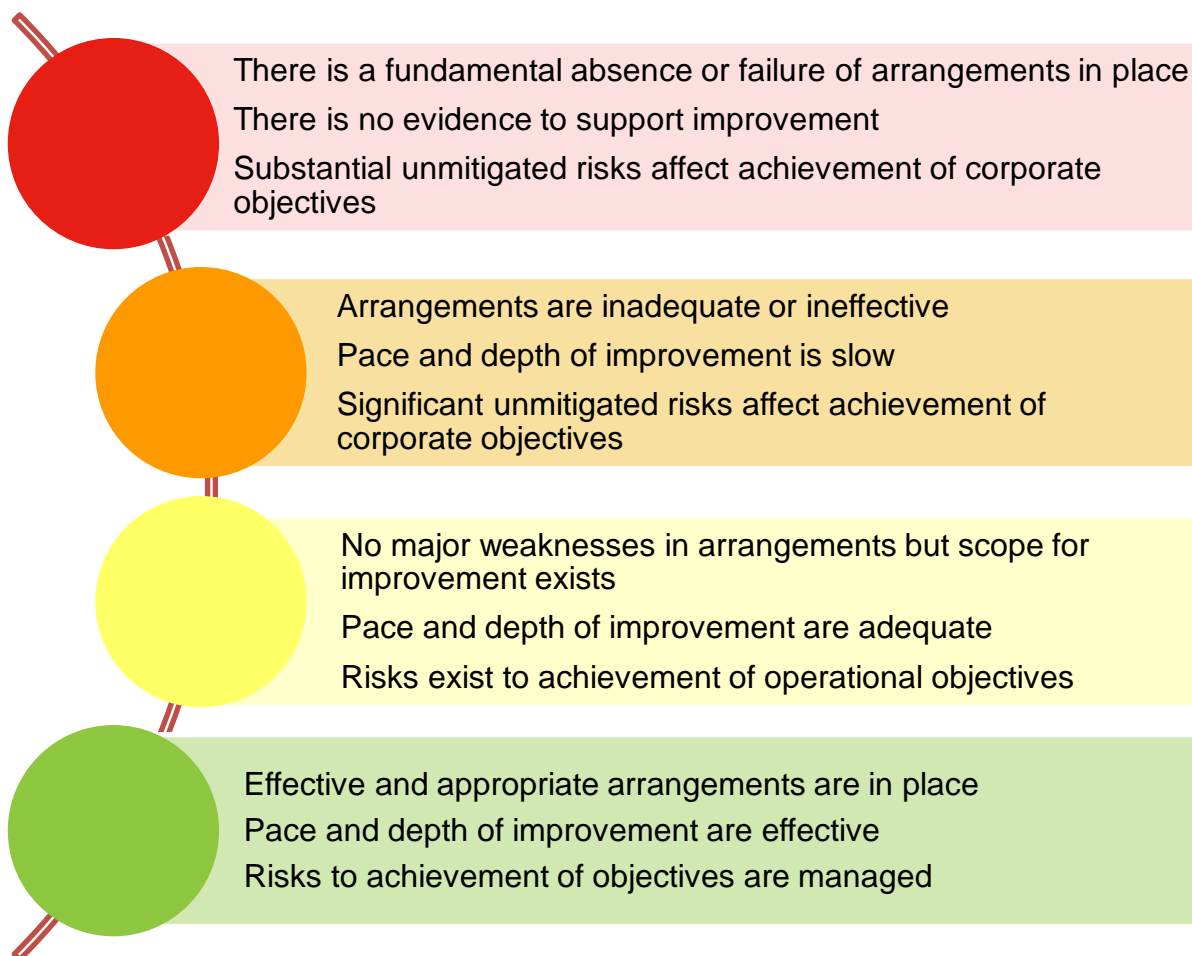 There is a fundamental absence or failure of arrangements in place
There is no evidence to support improvement
Substantial unmitigated risks affect achievement of corporate
objectives
Arrangements are inadequate or ineffective
Pace and depth of improvement is slow
Significant unmitigated risks affect achievement of
corporate objectives
No major weaknesses in arrangements but scope for
improvement exists
Pace and depth of improvement are adequate
Risks exist to achievement of operational objectives
Effective and appropriate arrangements are in place
Pace and depth of improvement are effective
Risks to achievement of objectives are managed